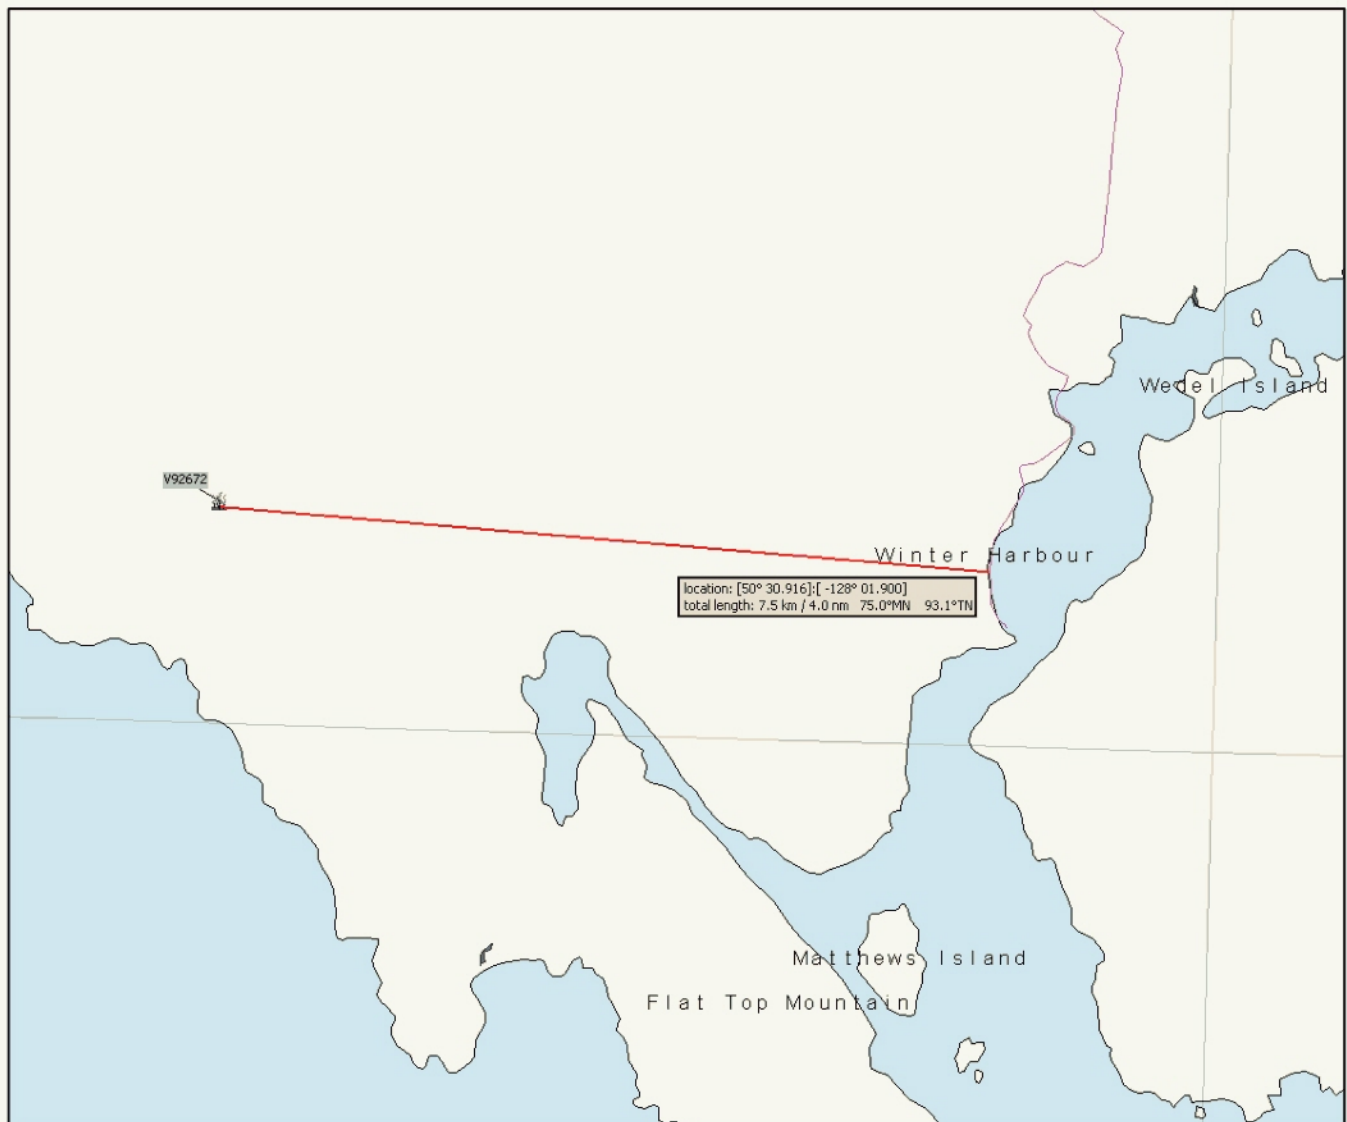 Wedel Island
V92672
Winter Harbour
location: [50° 30.916]:[ -128° 01.900]
total length: 7.5 km / 4.0 nm 75.0°MN 93.1°TN
Matthews Island
Flat Top Mountain